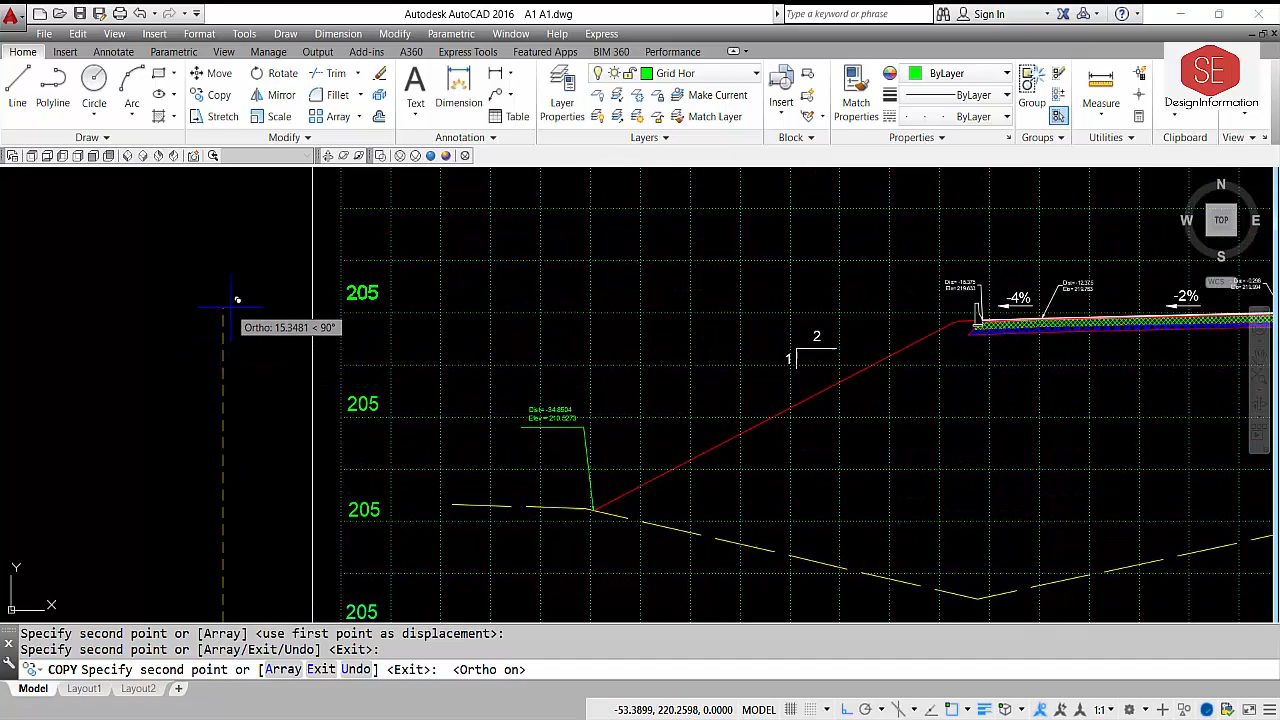 Autodesk AutoCAD 2016 A1 A1.dwg
Type a keyword or phrase
Sign In
File Edit View Insert Format Tools Draw Dimension Modify Parametric Window Help Express
Home Insert Annotate Parametric View Manage Output Add-ins A360 Express Tools Featured Apps BIM 360 Performance
Line Polyline Circle Arc
Move Rotate Trim
Copy Mirror Fillet
Stretch Scale Array
Text Dimension Table
Layer Properties
Grid Hor
Make Current
Match Layer
Insert
Match Properties
ByLayer
ByLayer
ByLayer
Group
Measure
SE
DesignInformation
Draw Modify Annotation Layers Block Properties Groups Utilities Clipboard View
N
W TOP E
S
WCS
205
-4%
-2%
Ortho: 15.3481 < 90°
2
1
205
205
205
Y
X
Specify second point or [Array] <use first point as displacement>:
Specify second point or [Array/Exit/Undo] <Exit>:
COPY Specify second point or [Array Exit Undo] <Exit>: <Ortho on>
Model Layout1 Layout2 +
-53.3899, 220.2598, 0.0000 MODEL 1:1